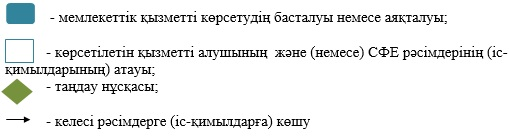 - мемлекеттік қызметті көрсетудің басталуы немесе аяқталуы;
- көрсетілетін қызметті алушының және (немесе) СФЕ рәсімдерінің (іс-
қимылдарының) атауы;
- таңдау нұсқасы;
- келесі рәсімдерге (іс-қимылдарға) көшу